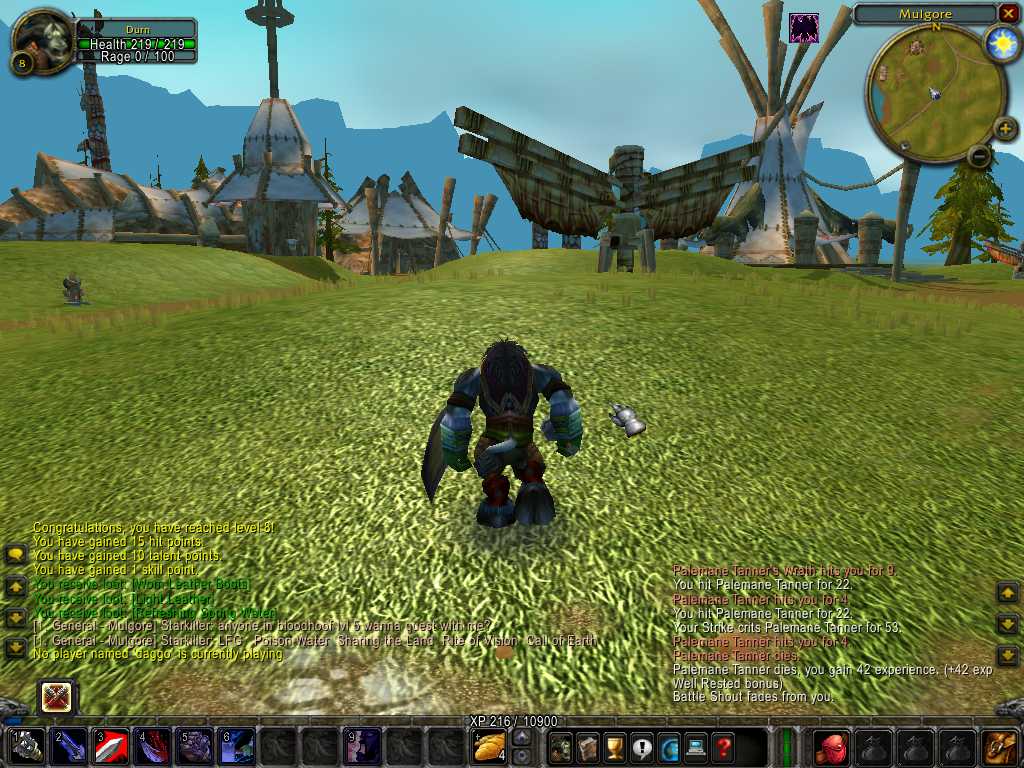 Durn
Health 219 / 219
Rage 0 / 100
8
Mulgore
N
Congratulations, you have reached level 8!
You have gained 15 hit points.
You have gained 10 talent points.
You have gained 1 skill point.
You receive loot: [Worn Leather Boots]
You receive loot: [Light Leather]
You receive loot: [Refreshing Spring Water]
[1. General - Mulgore] Starkiller: anyone in bloodhoof lvl 6 wanna quest with me?
[1. General - Mulgore] Starkiller: LFG - Poison Water, Sharing the Land, Rite of Vision, Call of Earth
No player named 'daggo' is currently playing
Palemane Tanner's Wrath hits you for 9.
You hit Palemane Tanner for 22.
Palemane Tanner hits you for 4.
You hit Palemane Tanner for 22.
Your Strike crits Palemane Tanner for 53.
Palemane Tanner hits you for 4.
Palemane Tanner dies.
Palemane Tanner dies, you gain 42 experience. (+42 exp
Well Rested bonus)
Battle Shout fades from you.
XP 216 / 10900
2
3
4
5
6
9
4